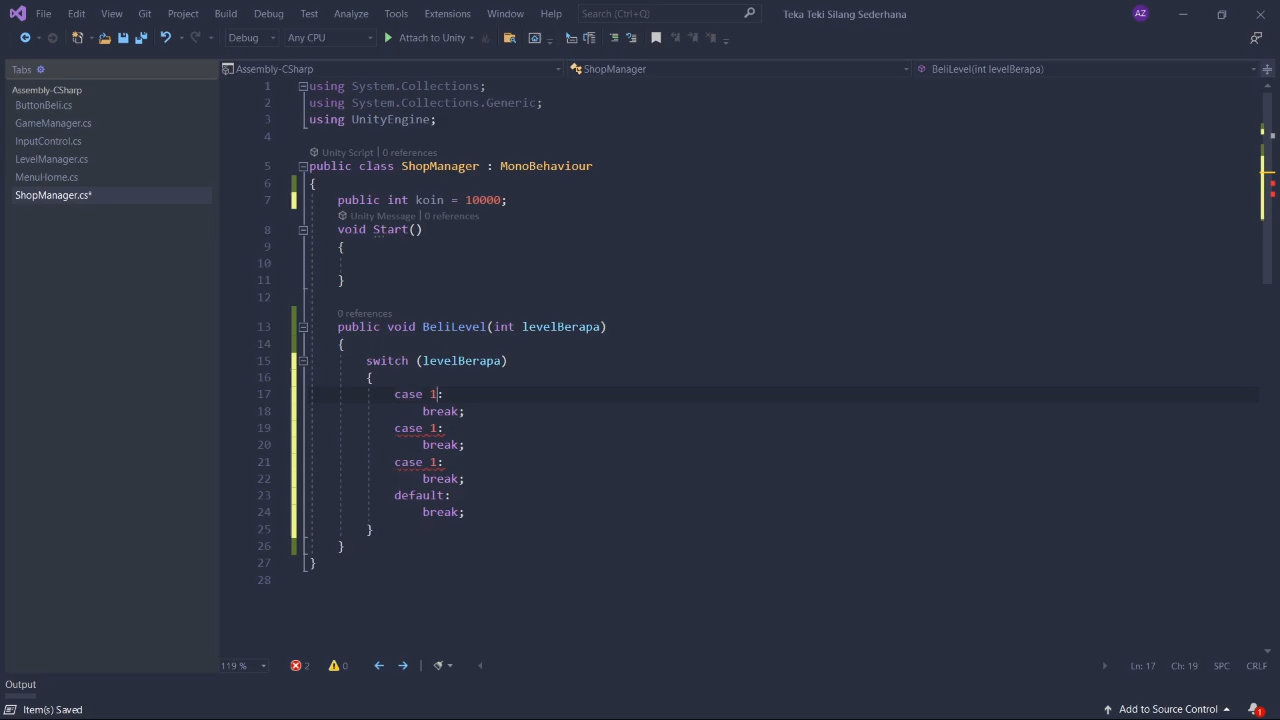 File Edit View Git Project Build Debug Test Analyze Tools Extensions Window Help Search (Ctrl+Q) Teka Teki Silang Sederhana AZ
Debug Any CPU Attach to Unity
Tabs
Assembly-CSharp ShopManager BeliLevel(int levelBerapa)
Assembly-CSharp
ButtonBeli.cs
GameManager.cs
InputControl.cs
LevelManager.cs
MenuHome.cs
ShopManager.cs*
1 using System.Collections;
2 using System.Collections.Generic;
3 using UnityEngine;
4
Unity Script | 0 references
5 public class ShopManager : MonoBehaviour
6 {
7 public int koin = 10000;
Unity Message | 0 references
8 void Start()
9 {
10
11 }
12
0 references
13 public void BeliLevel(int levelBerapa)
14 {
15 switch (levelBerapa)
16 {
17 case 1:
18 break;
19 case 1:
20 break;
21 case 1:
22 break;
23 default:
24 break;
25 }
26 }
27 }
28
119 % 2 0 Ln: 17 Ch: 19 SPC CRLF
Output
Item(s) Saved Add to Source Control 1